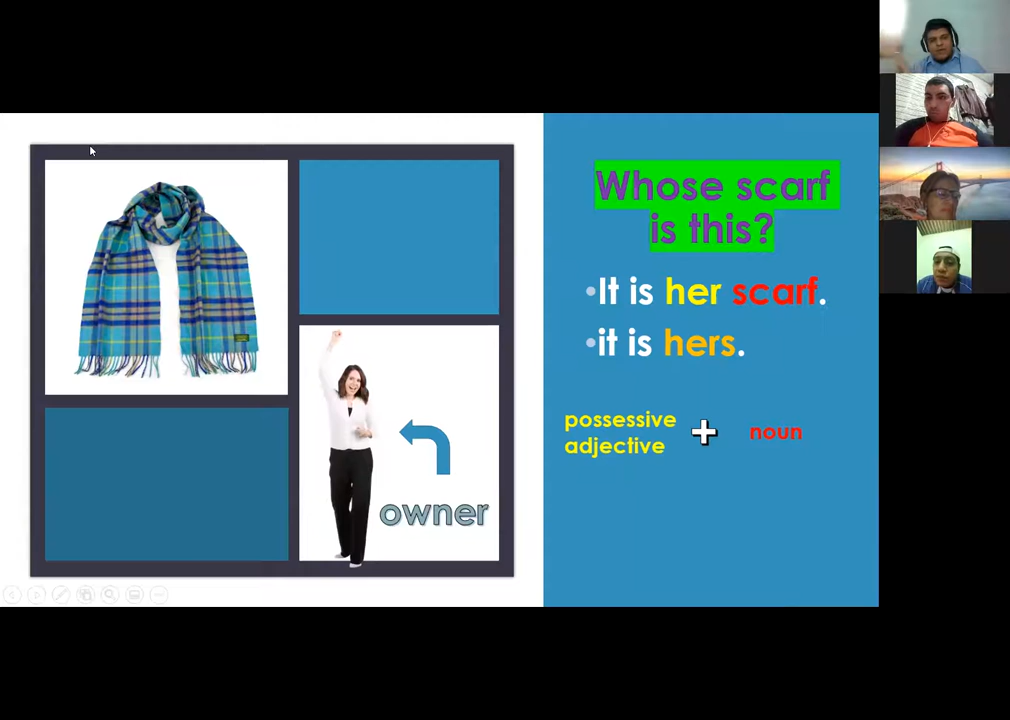 Whose scarf
is this?
•It is her scarf.
•it is hers.
possessive
adjective
+
noun
owner